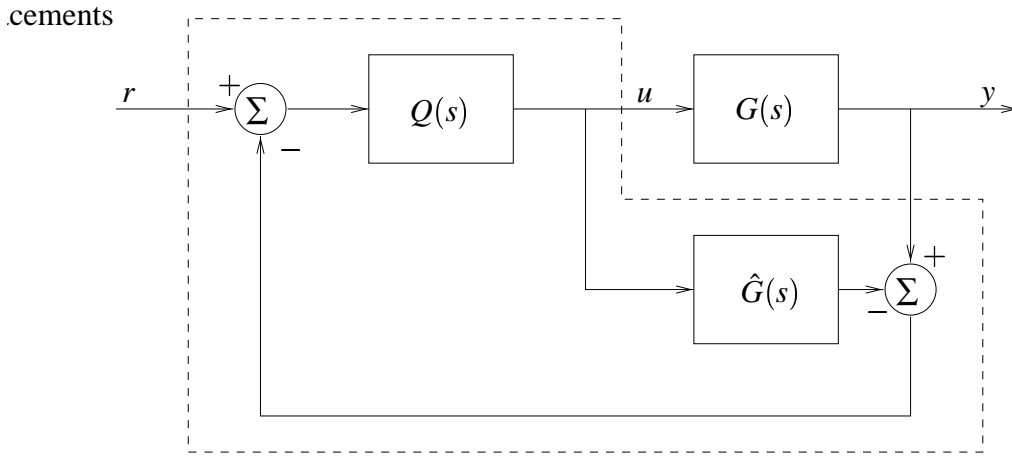 .cements
r
+
Σ
−
Q(s)
u
G(s)
y
+
Ĝ(s)
Σ
−